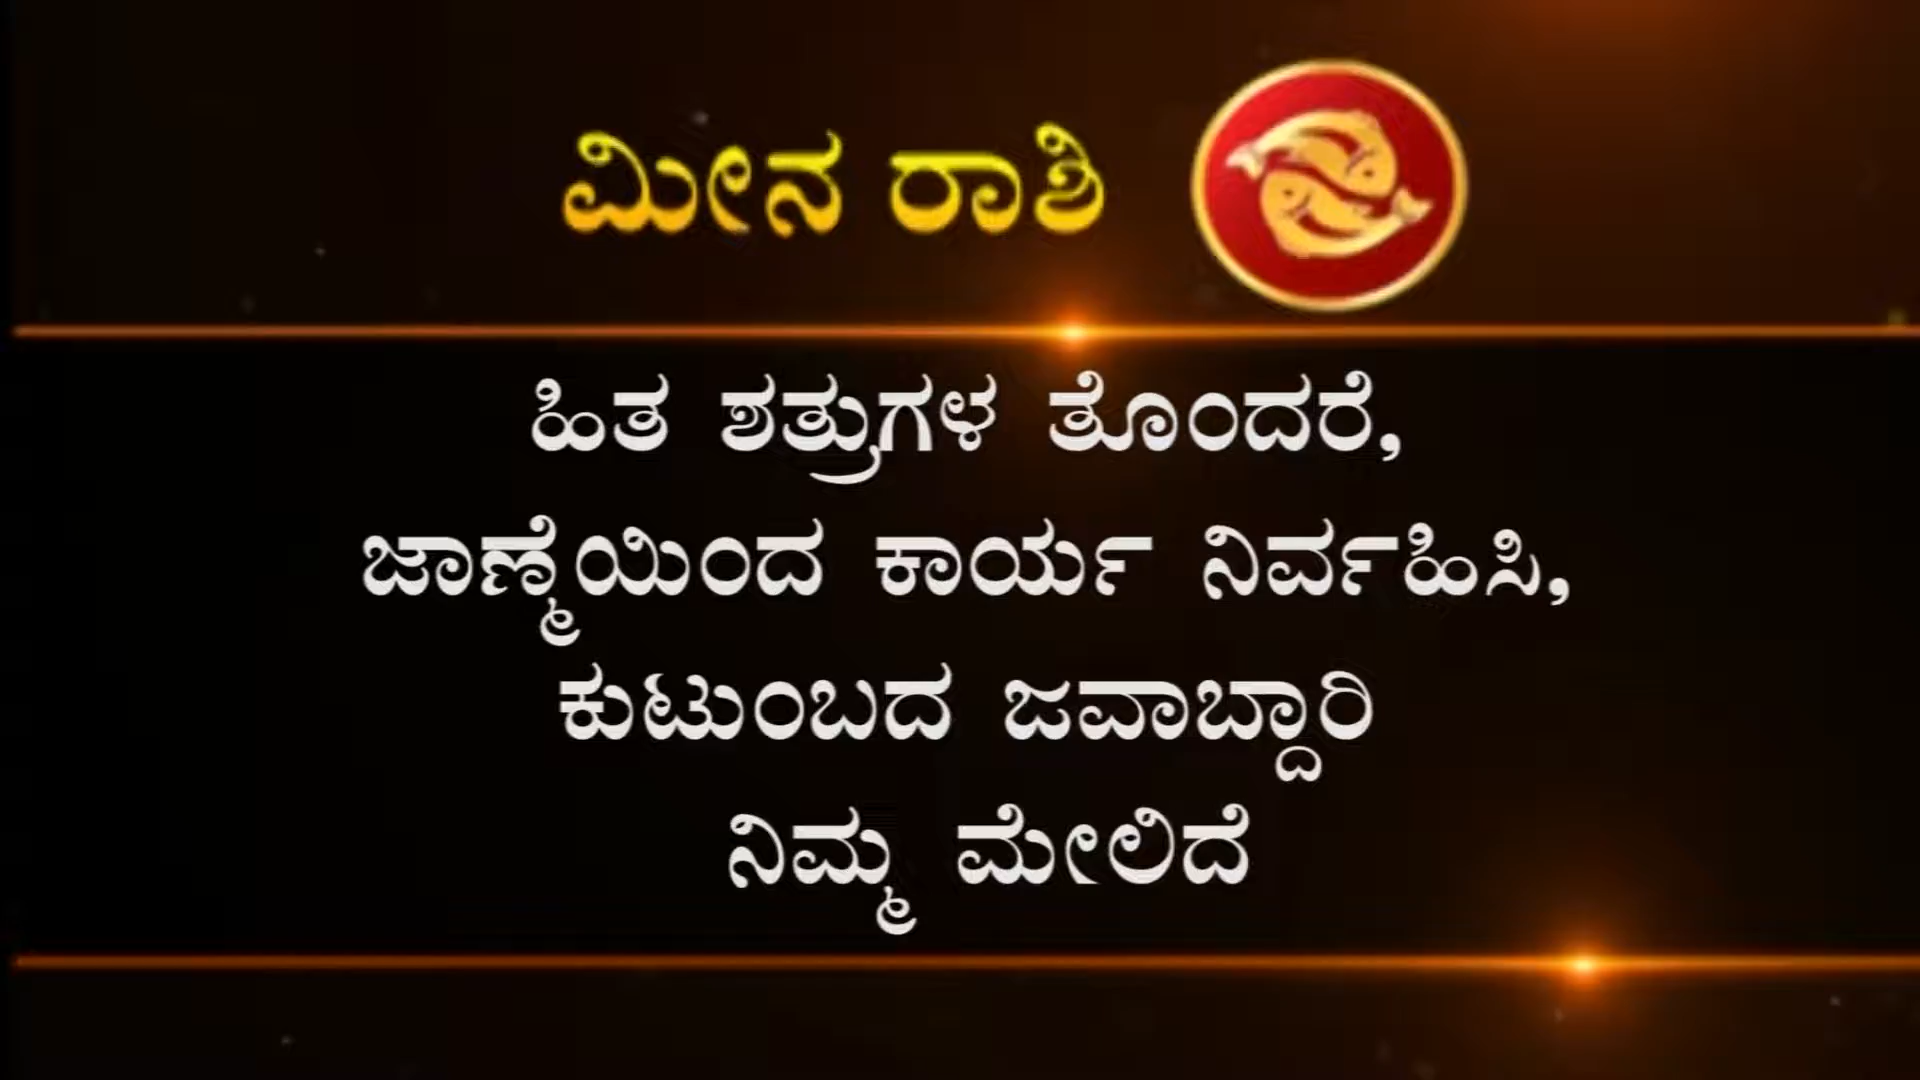 ಮೀನ ರಾಶಿ
ಹಿತ ಶತ್ರುಗಳ ತೊಂದರೆ,
ಜಾಣ್ಮೆಯಿಂದ ಕಾರ್ಯ ನಿರ್ವಹಿಸಿ,
ಕುಟುಂಬದ ಜವಾಬ್ದಾರಿ
ನಿಮ್ಮ ಮೇಲಿದೆ